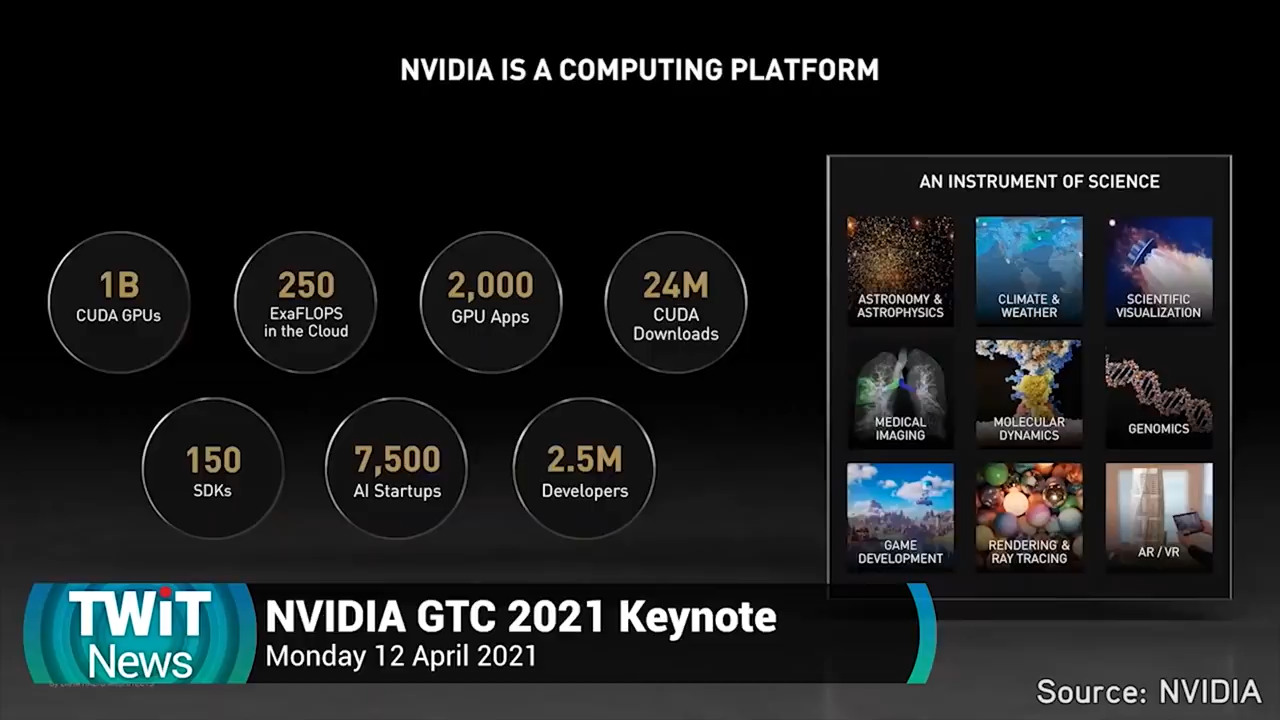 NVIDIA IS A COMPUTING PLATFORM
1B
CUDA GPUs
250
ExaFLOPS
in the Cloud
2,000
GPU Apps
24M
CUDA
Downloads
150
SDKs
7,500
AI Startups
2.5M
Developers
AN INSTRUMENT OF SCIENCE
ASTRONOMY &
ASTROPHYSICS
CLIMATE &
WEATHER
SCIENTIFIC
VISUALIZATION
MEDICAL
IMAGING
MOLECULAR
DYNAMICS
GENOMICS
GAME
DEVELOPMENT
RENDERING &
RAY TRACING
AR / VR
TWiT
News
NVIDIA GTC 2021 Keynote
Monday 12 April 2021
Source: NVIDIA